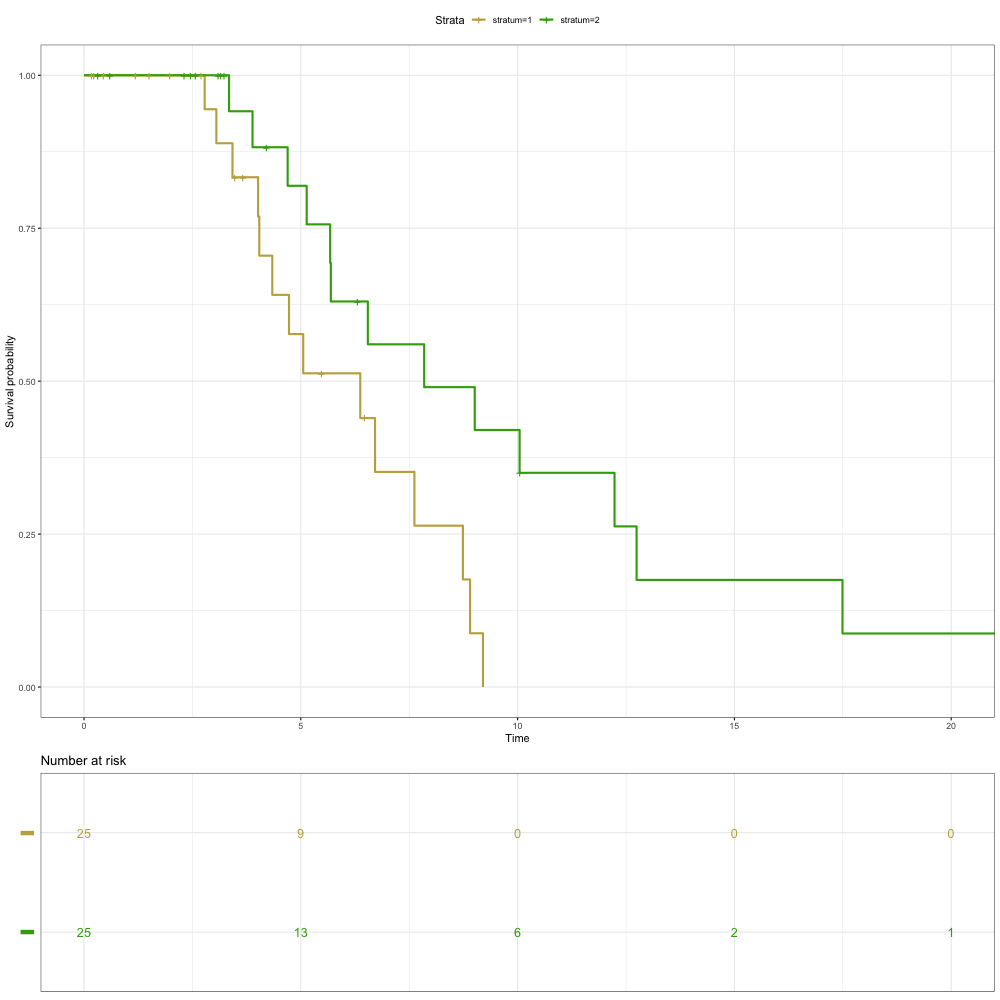 Strata stratum=1 stratum=2
Survival probability
1.00
0.75
0.50
0.25
0.00
0 5 10 15 20
Time
Number at risk
25 9 0 0 0
25 13 6 2 1